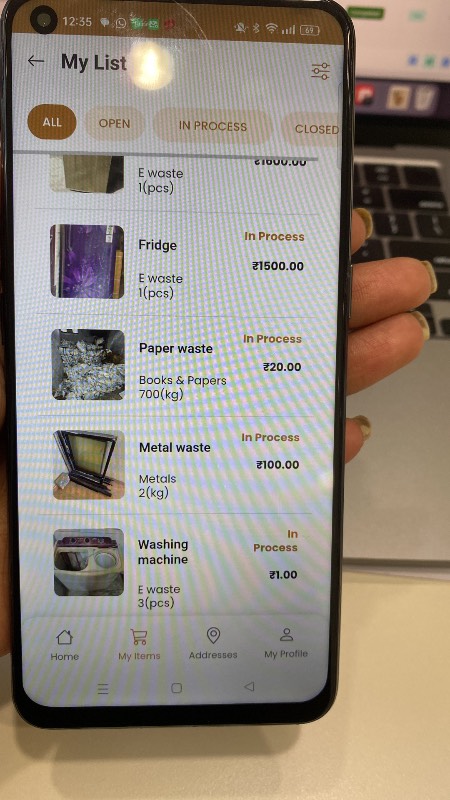 12:35
69
My List
ALL
OPEN
IN PROCESS
CLOSED
₹1600.00
E waste
1(pcs)
Fridge
In Process
₹1500.00
E waste
1(pcs)
Paper waste
In Process
₹20.00
Books & Papers
700(kg)
Metal waste
In Process
₹100.00
Metals
2(kg)
Washing
machine
In
Process
₹1.00
E waste
3(pcs)
Home
My Items
Addresses
My Profile